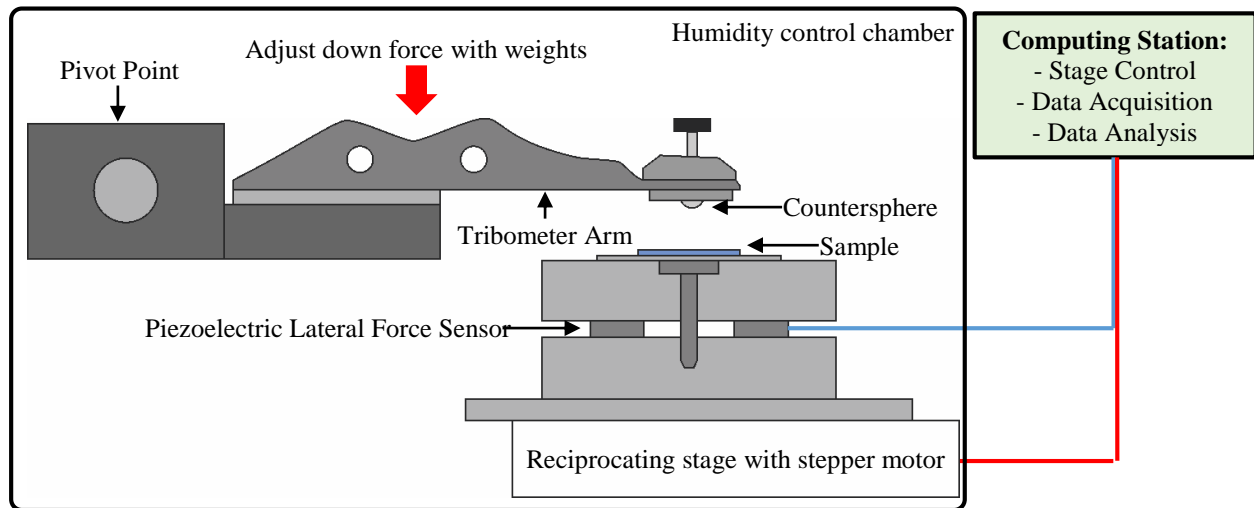 Humidity control chamber
Adjust down force with weights
Pivot Point
Countersphere
Tribometer Arm
Sample
Piezoelectric Lateral Force Sensor
Reciprocating stage with stepper motor
Computing Station:
- Stage Control
- Data Acquisition
- Data Analysis